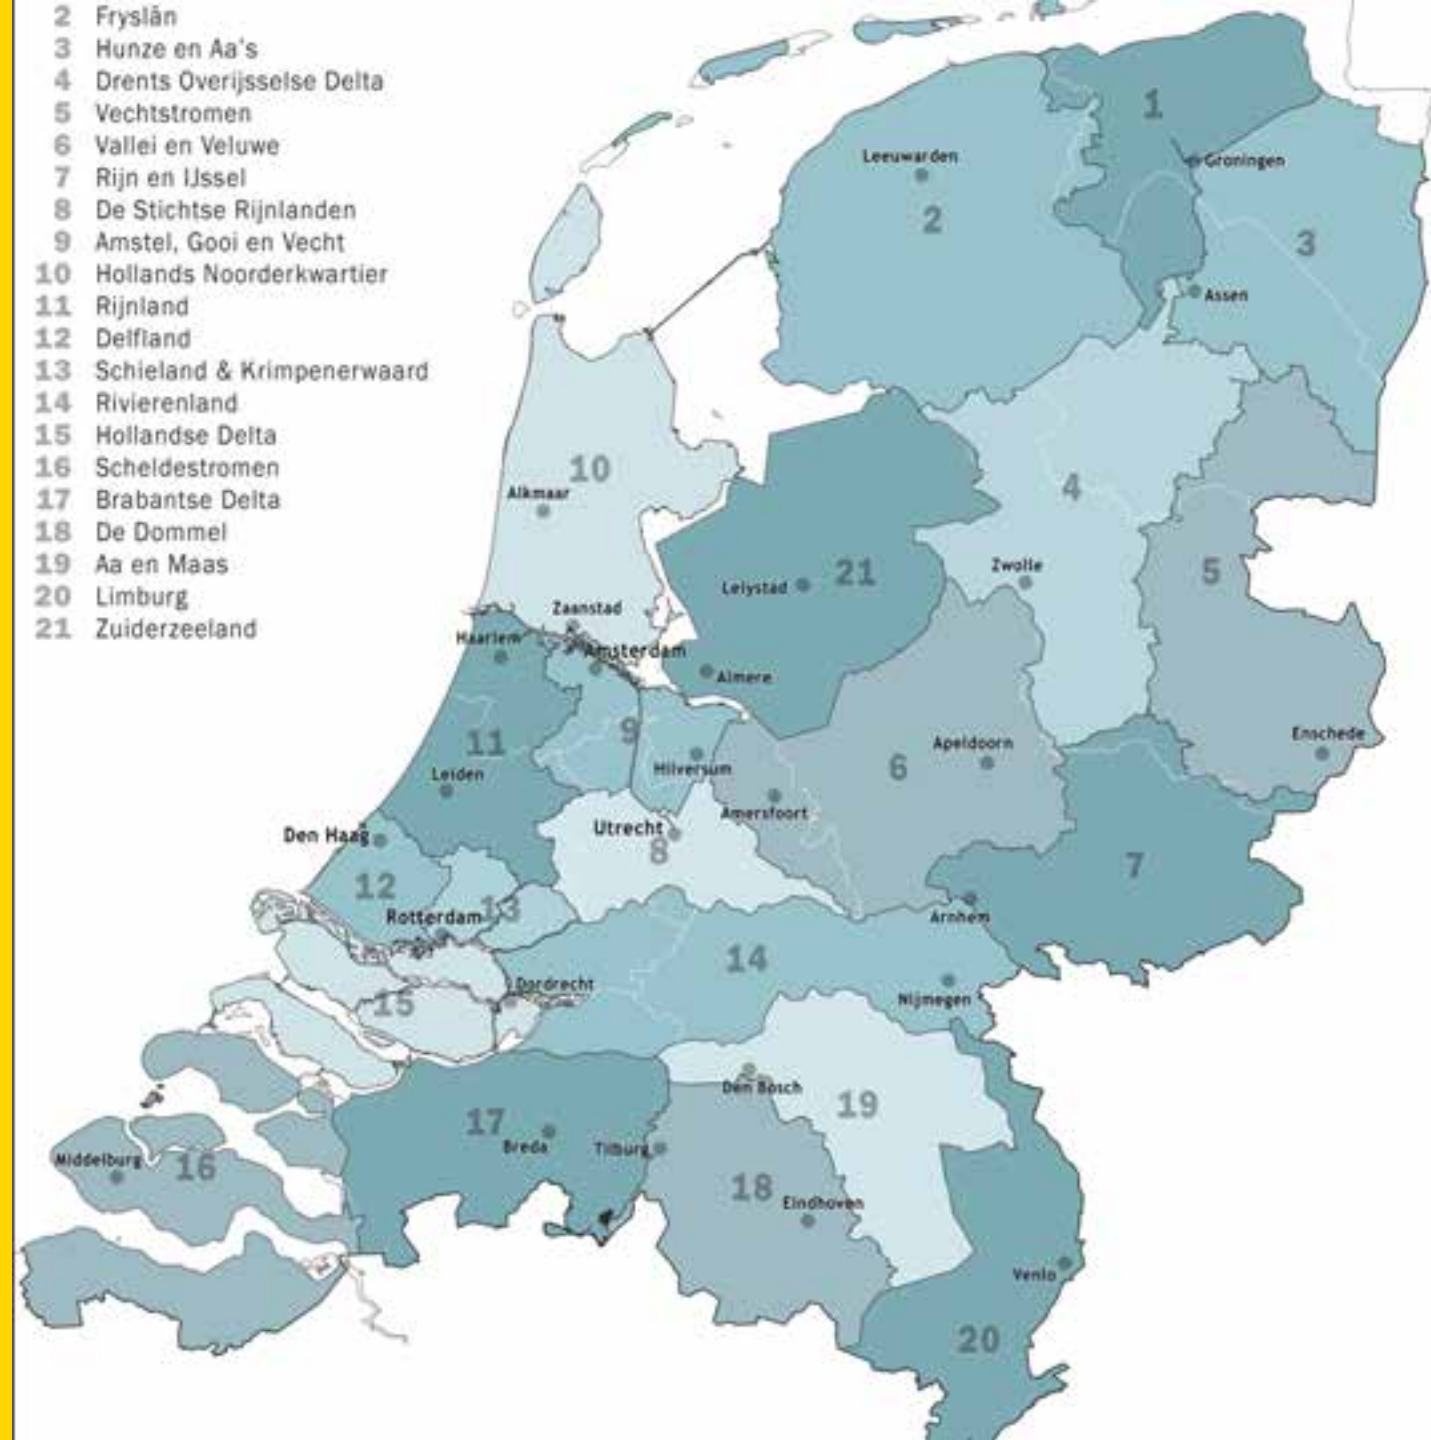 2 Fryslân
3 Hunze en Aa's
4 Drents Overijsselse Delta
5 Vechtstromen
6 Vallei en Veluwe
7 Rijn en IJssel
8 De Stichtse Rijnlanden
9 Amstel, Gooi en Vecht
10 Hollands Noorderkwartier
11 Rijnland
12 Delfland
13 Schieland & Krimpenerwaard
14 Rivierenland
15 Hollandse Delta
16 Scheldestromen
17 Brabantse Delta
18 De Dommel
19 Aa en Maas
20 Limburg
21 Zuiderzeeland
1
Leeuwarden
Groningen
2
3
Assen
10
Alkmaar
4
Zwolle
5
Lelystad
21
Zaanstad
Haarlem
Amsterdam
Almere
9
11
Enschede
Apeldoorn
6
Hilversum
Leiden
Amersfoort
Utrecht
Den Haag
8
7
12
13
Rotterdam
Arnhem
14
Dordrecht
Nijmegen
15
Den Bosch
19
17
Breda
Tilburg
Middelburg
16
18
Eindhoven
Venlo
20